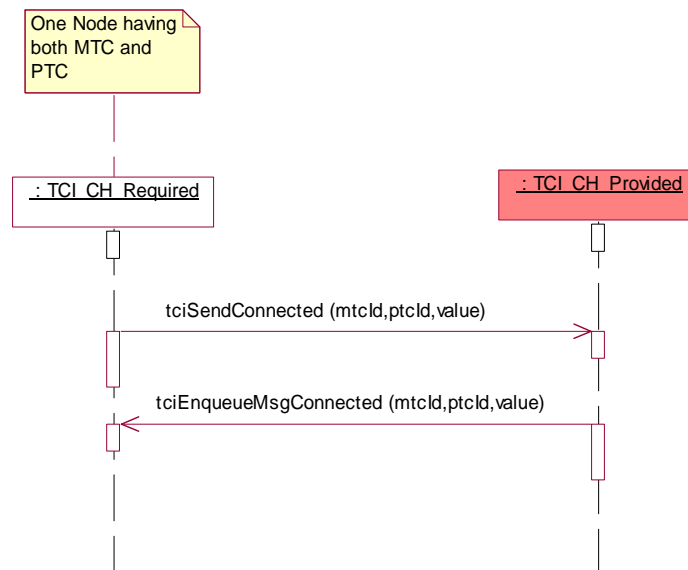 One Node having
both MTC and
PTC
: TCI_CH_Required
: TCI_CH_Provided
tciSendConnected (mtcId,ptcId,value)
tciEnqueueMsgConnected (mtcId,ptcId,value)